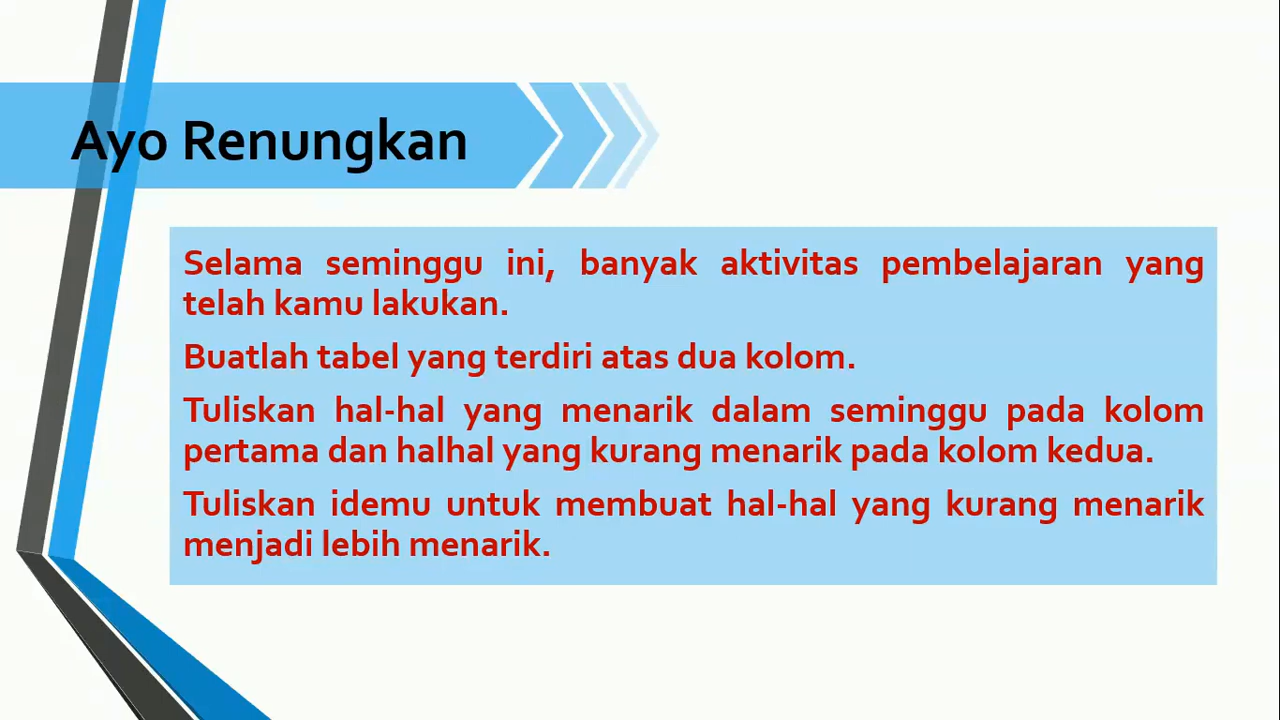 Ayo Renungkan
Selama seminggu ini, banyak aktivitas pembelajaran yang
telah kamu lakukan.
Buatlah tabel yang terdiri atas dua kolom.
Tuliskan hal-hal yang menarik dalam seminggu pada kolom
pertama dan halhal yang kurang menarik pada kolom kedua.
Tuliskan idemu untuk membuat hal-hal yang kurang menarik
menjadi lebih menarik.